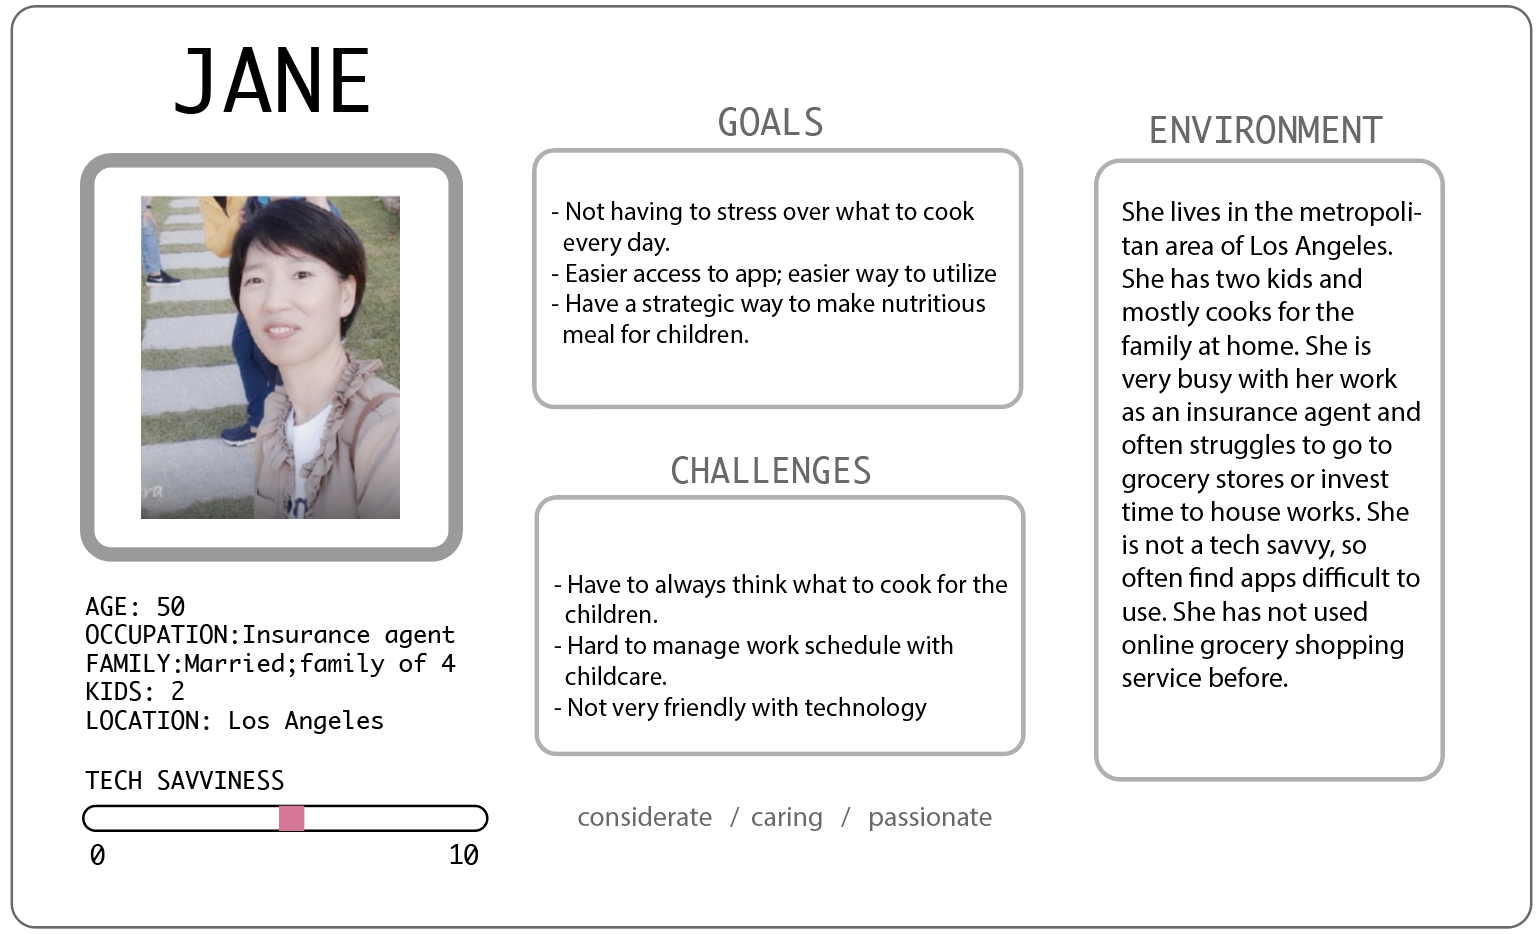 JANE
AGE: 50
OCCUPATION:Insurance agent
FAMILY:Married;family of 4
KIDS: 2
LOCATION: Los Angeles
TECH SAVVINESS
0 10
GOALS
- Not having to stress over what to cook
every day.
- Easier access to app; easier way to utilize
- Have a strategic way to make nutritious
meal for children.
CHALLENGES
- Have to always think what to cook for the
children.
- Hard to manage work schedule with
childcare.
- Not very friendly with technology
considerate / caring / passionate
ENVIRONMENT
She lives in the metropoli-
tan area of Los Angeles.
She has two kids and
mostly cooks for the
family at home. She is
very busy with her work
as an insurance agent and
often struggles to go to
grocery stores or invest
time to house works. She
is not a tech savvy, so
often find apps difficult to
use. She has not used
online grocery shopping
service before.